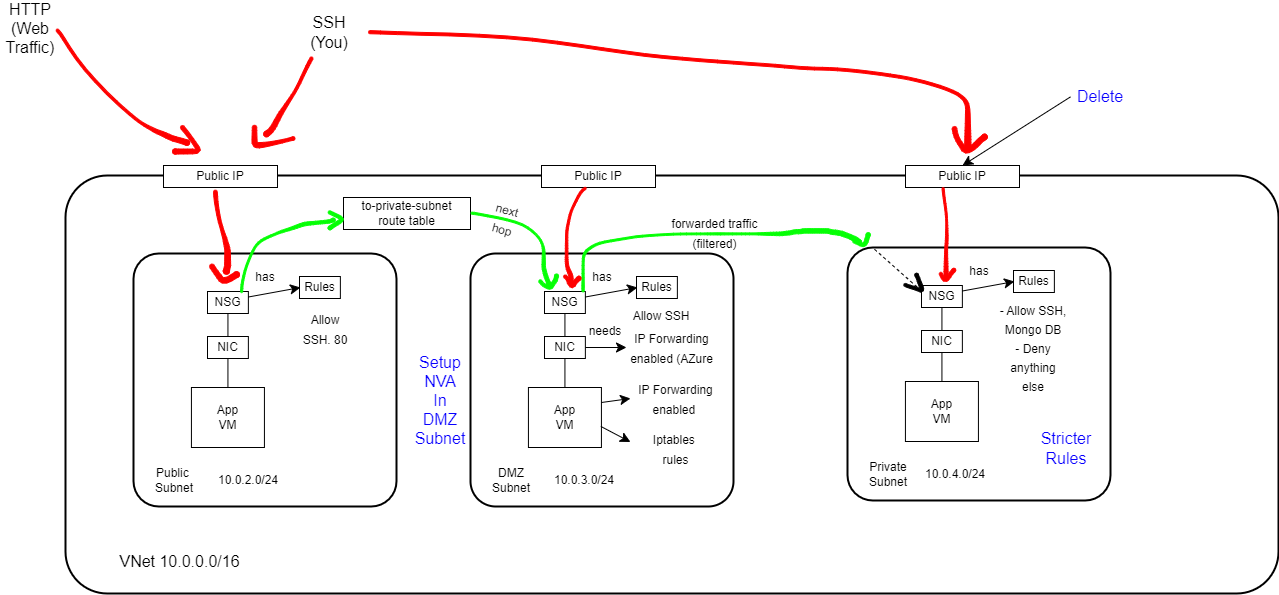 HTTP
(Web
Traffic)
SSH
(You)
Delete
Public IP
Public IP
Public IP
to-private-subnet
route table
next
hop
forwarded traffic
(filtered)
has
Rules
NSG
Allow
SSH. 80
NIC
App
VM
Public
Subnet
10.0.2.0/24
Setup
NVA
In
DMZ
Subnet
has
Rules
NSG
Allow SSH
needs
NIC
IP Forwarding
enabled (AZure
IP Forwarding
enabled
App
VM
Iptables
rules
DMZ
Subnet
10.0.3.0/24
has
Rules
NSG
- Allow SSH,
Mongo DB
- Deny
anything
else
NIC
App
VM
Stricter
Rules
Private
Subnet
10.0.4.0/24
VNet 10.0.0.0/16